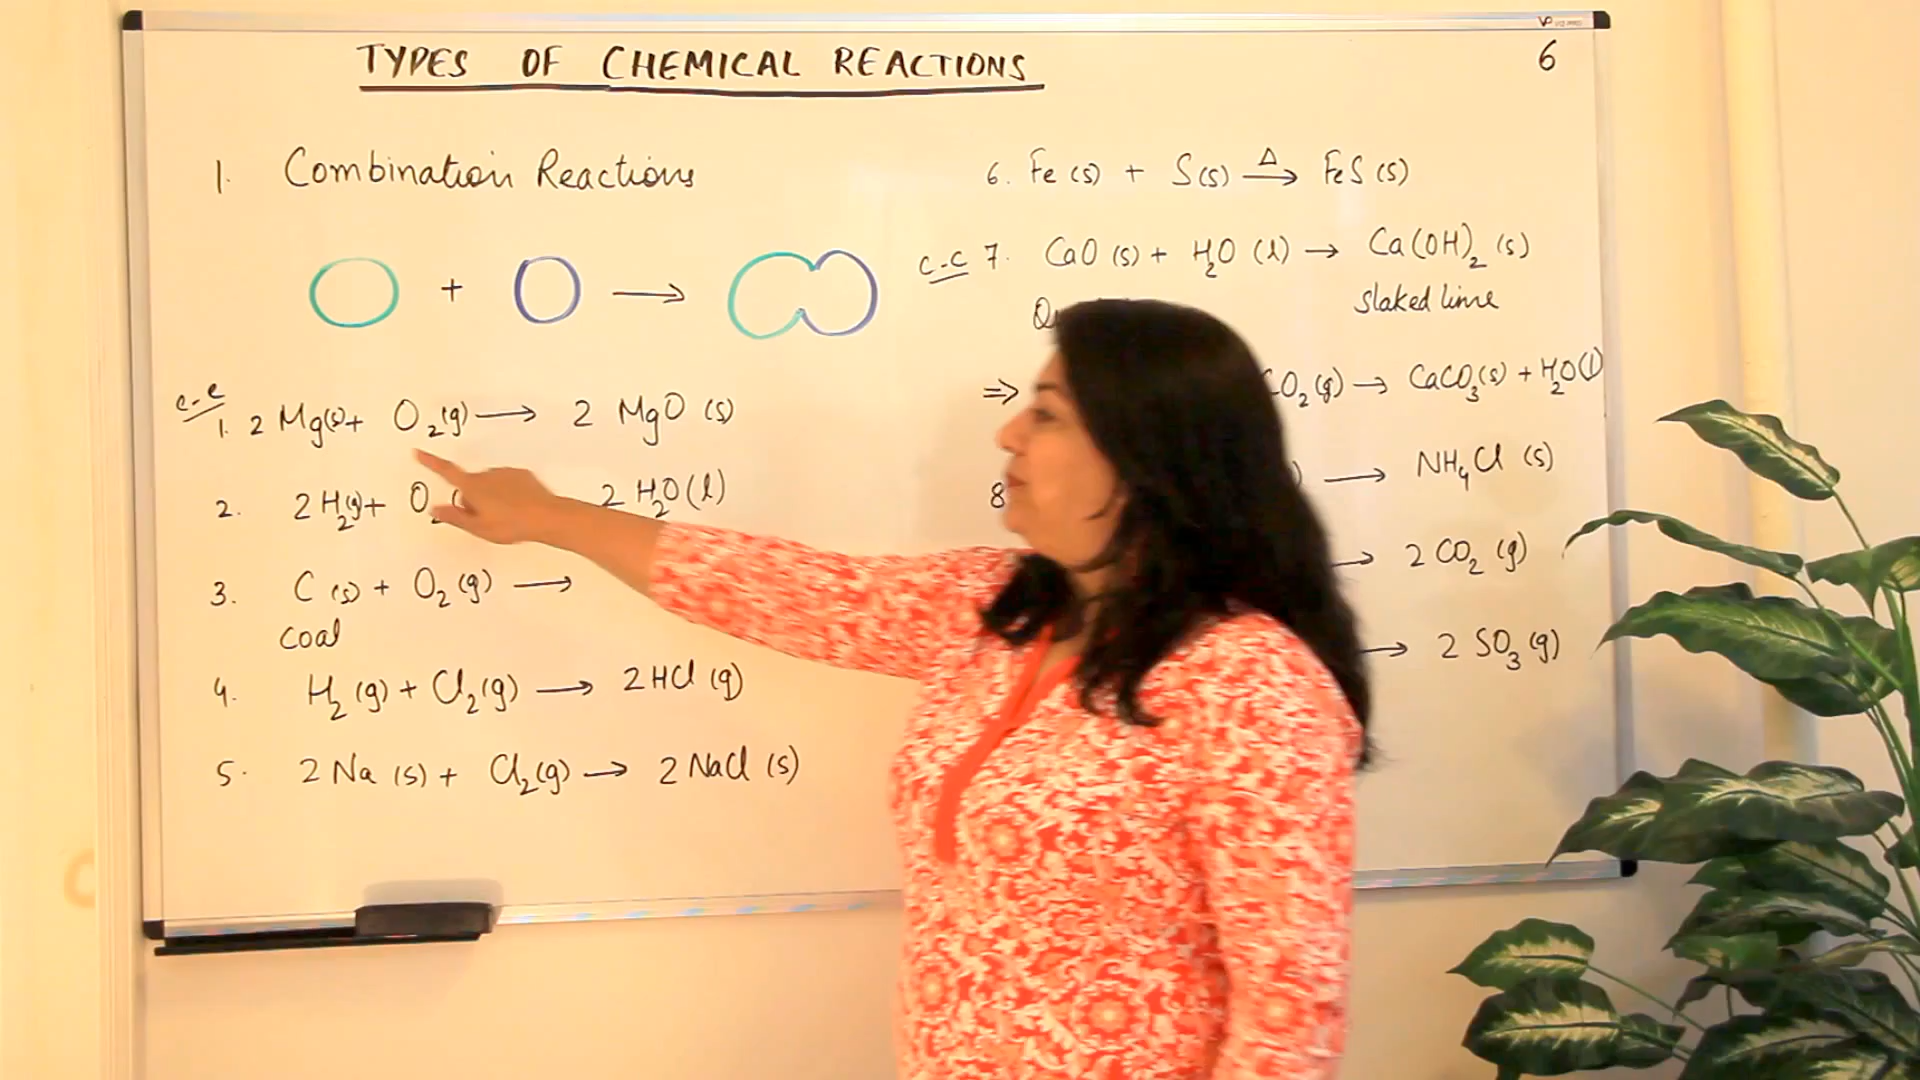 TYPES OF CHEMICAL REACTIONS
6
1. Combination Reactions
+ →
c-e
1. 2 Mg(s) + O₂(g) → 2 MgO (s)
2. 2 H₂(g) + O₂ ( 2 H₂O (l)
3. C (s) + O₂ (g) →
coal
4. H₂ (g) + Cl₂ (g) → 2 HCl (g)
5. 2 Na (s) + Cl₂ (g) → 2 NaCl (s)
6. Fe (s) + S (s) →Δ FeS (s)
c-c 7. CaO (s) + H₂O (l) → Ca(OH)₂ (s)
slaked lime
⇒ CO₂ (g) → CaCO₃(s) + H₂O(l)
8 ) → NH₄Cl (s)
→ 2 CO₂ (g)
→ 2 SO₃ (g)